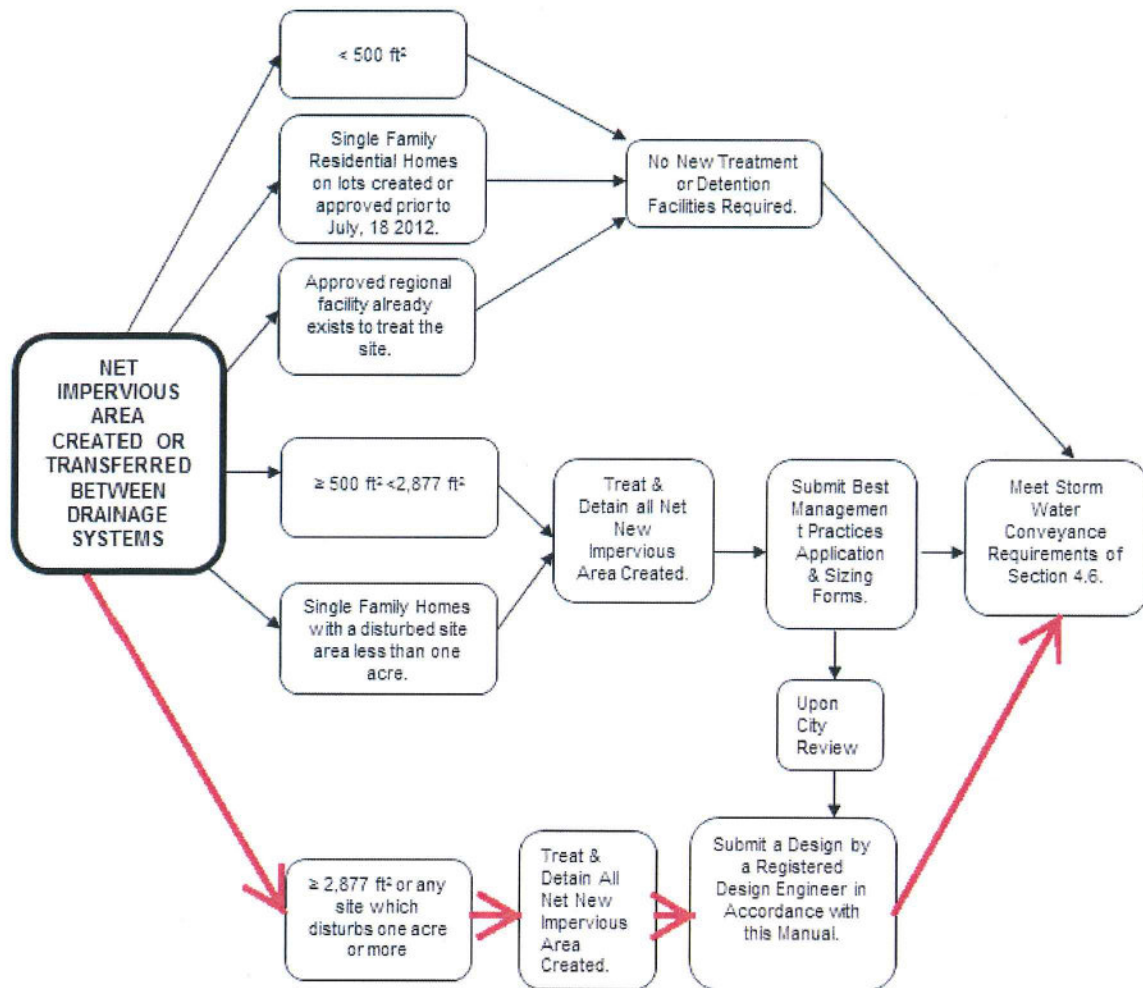 < 500 ft²
Single Family
Residential Homes
on lots created or
approved prior to
July, 18 2012.
Approved regional
facility already
exists to treat the
site.
No New Treatment
or Detention
Facilities Required.
NET
IMPERVIOUS
AREA
CREATED OR
TRANSFERRED
BETWEEN
DRAINAGE
SYSTEMS
≥ 500 ft² <2,877 ft²
Single Family Homes
with a disturbed site
area less than one
acre.
Treat &
Detain all Net
New
Impervious
Area Created.
Submit Best
Managemen
t Practices
Application
& Sizing
Forms.
Meet Storm
Water
Conveyance
Requirements of
Section 4.6.
Upon
City
Review
≥ 2,877 ft² or any
site which
disturbs one acre
or more
Treat &
Detain All
Net New
Impervious
Area
Created.
Submit a Design by
a Registered
Design Engineer in
Accordance with
this Manual.